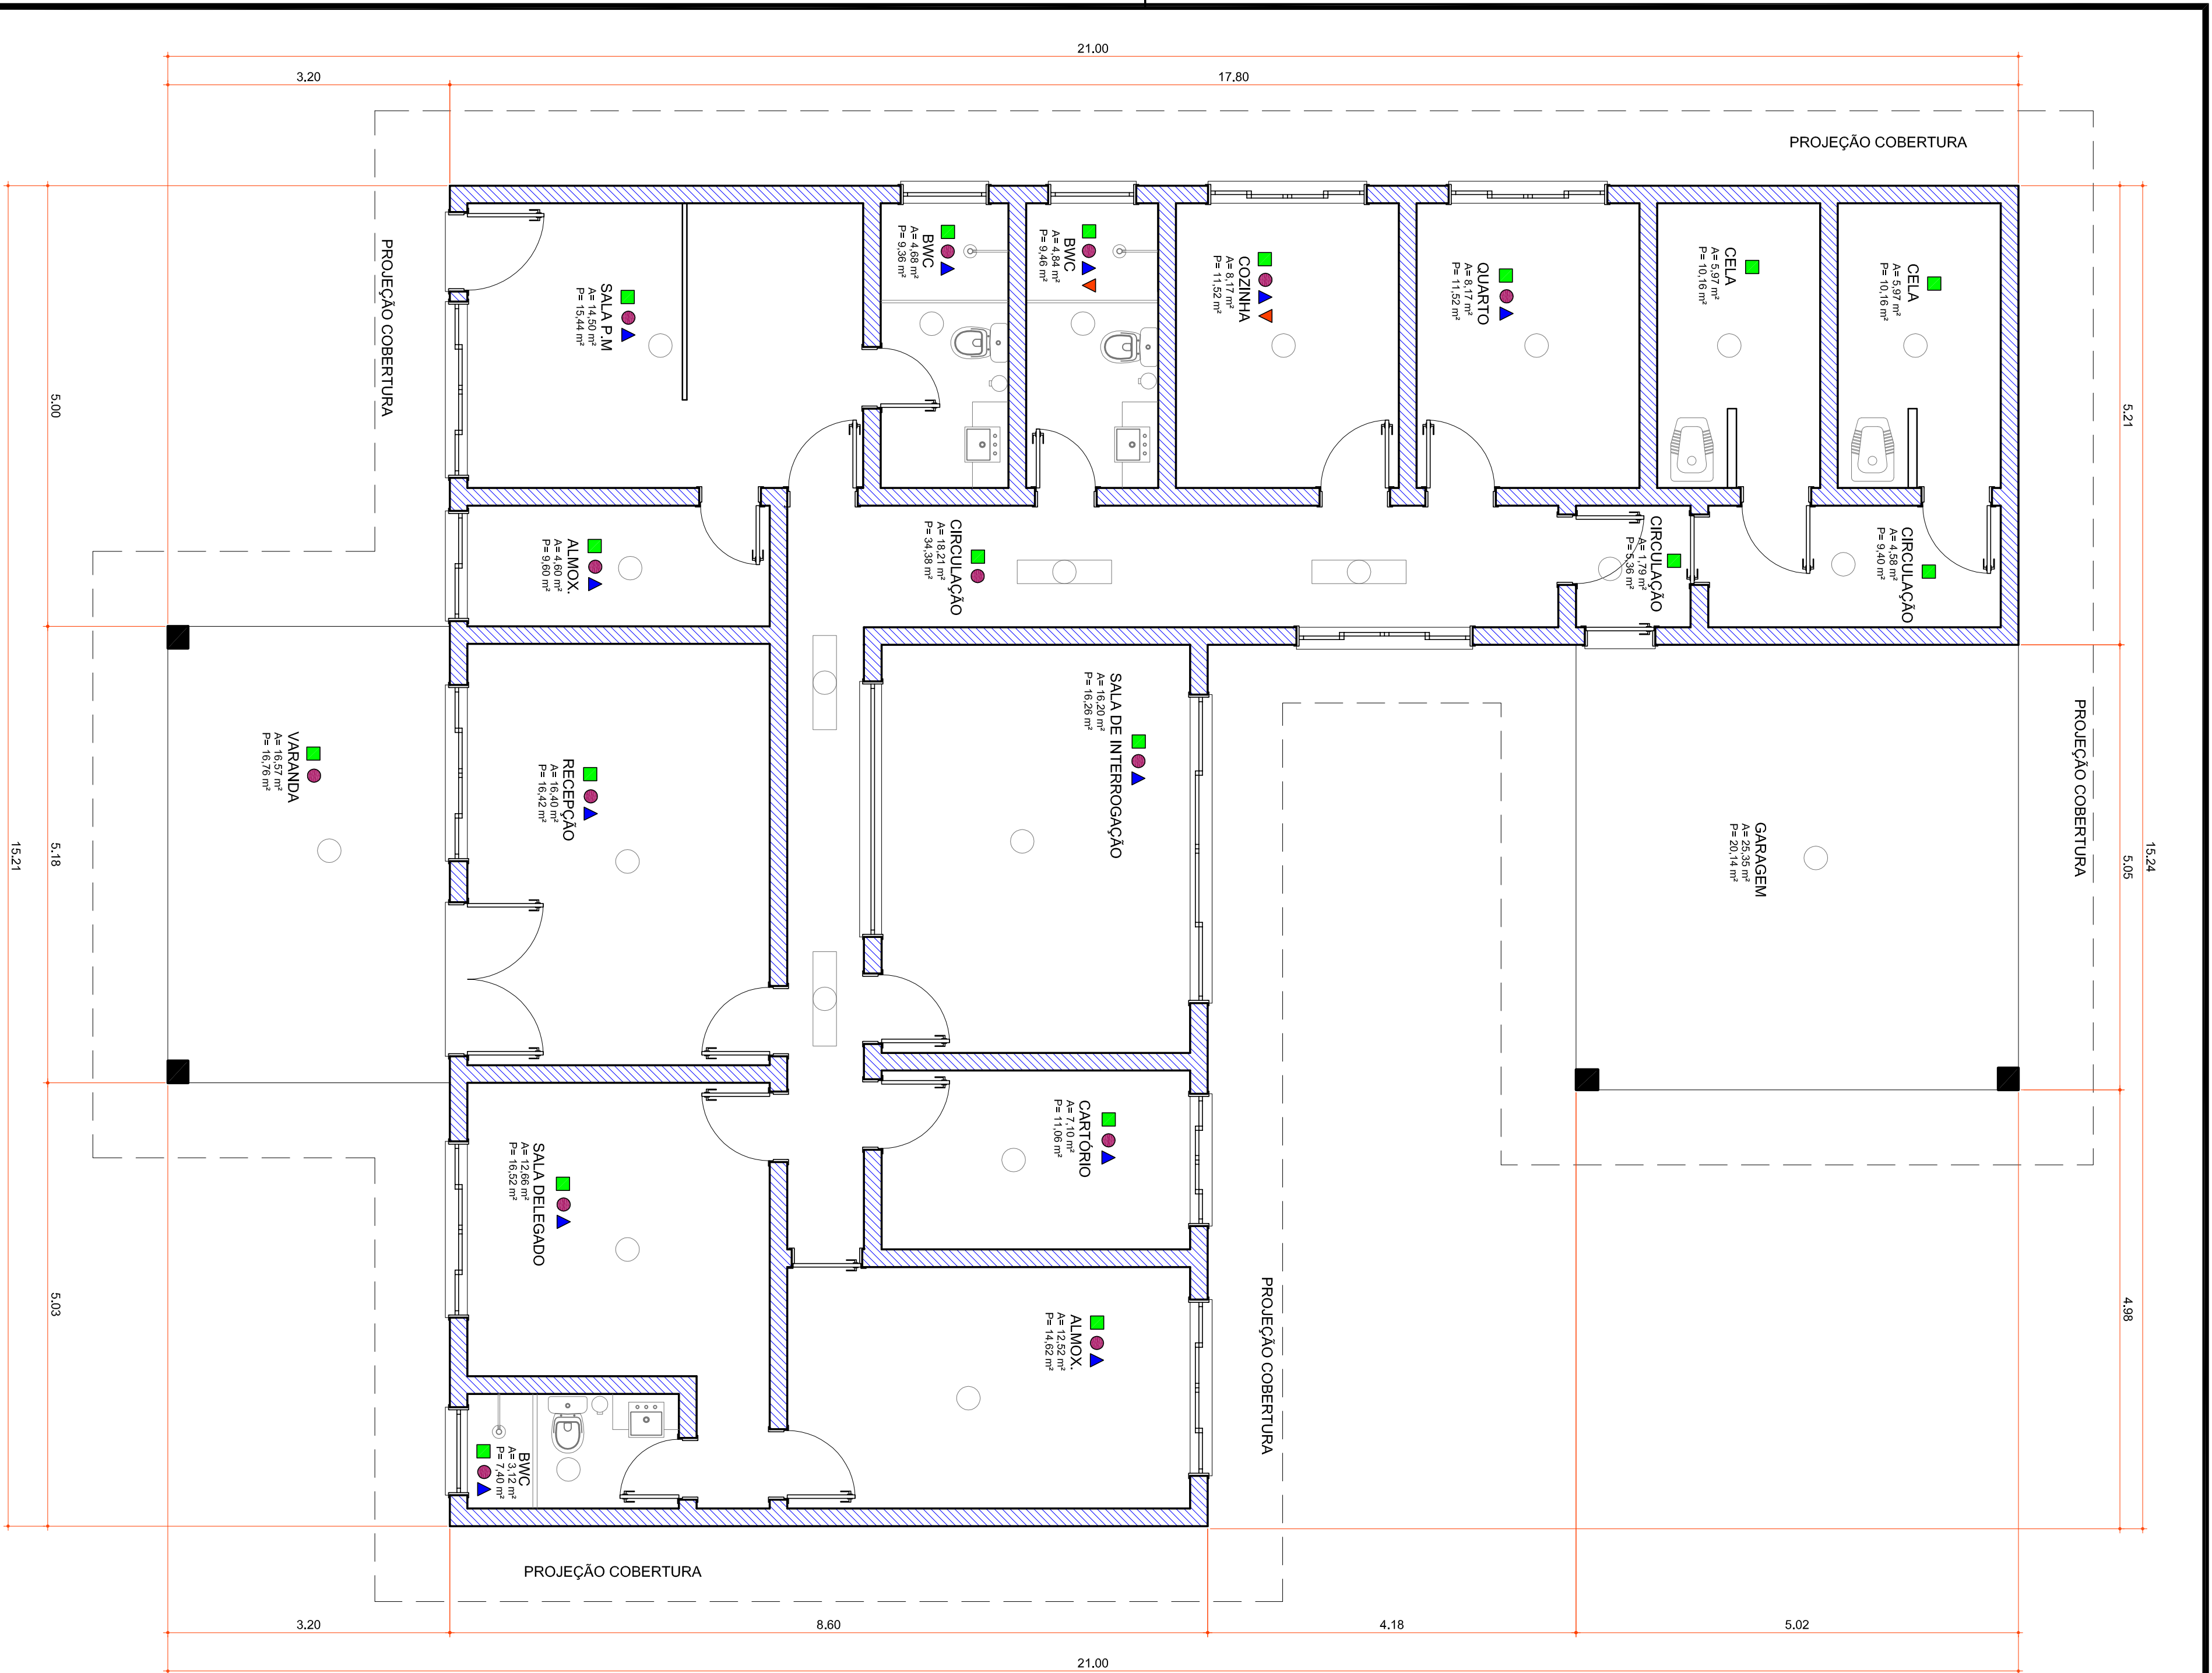 21.00
3.20
17.80
PROJEÇÃO COBERTURA
PROJEÇÃO COBERTURA
5.00
5.18
5.03
15.21
5.21
5.05
4.98
15.24
SALA P.M
A= 14,50 m²
P= 15,44 m²
BWC
A= 4,68 m²
P= 9,36 m²
BWC
A= 4,84 m²
P= 9,46 m²
COZINHA
A= 8,17 m²
P= 11,52 m²
QUARTO
A= 8,17 m²
P= 11,52 m²
CELA
A= 5,97 m²
P= 10,16 m²
CELA
A= 5,97 m²
P= 10,16 m²
ALMOX.
A= 4,60 m²
P= 9,60 m²
CIRCULAÇÃO
A= 18,21 m²
P= 34,38 m²
CIRCULAÇÃO
A= 1,79 m²
P= 5,36 m²
CIRCULAÇÃO
A= 4,58 m²
P= 9,40 m²
VARANDA
A= 16,57 m²
P= 16,76 m²
RECEPÇÃO
A= 16,40 m²
P= 16,42 m²
SALA DE INTERROGAÇÃO
A= 16,20 m²
P= 16,26 m²
GARAGEM
A= 25,35 m²
P= 20,14 m²
PROJEÇÃO COBERTURA
SALA DELEGADO
A= 12,66 m²
P= 16,52 m²
CARTÓRIO
A= 7,10 m²
P= 11,06 m²
ALMOX.
A= 12,52 m²
P= 14,62 m²
PROJEÇÃO COBERTURA
BWC
A= 3,12 m²
P= 7,40 m²
PROJEÇÃO COBERTURA
3.20
8.60
4.18
5.02
21.00